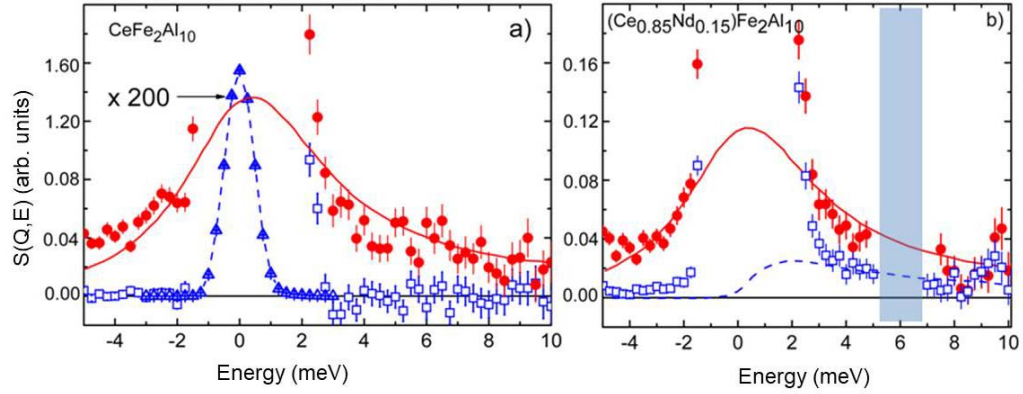 CeFe2Al10
a)
1.60
x 200
1.20
0.08
0.04
0.00
S(Q,E) (arb. units)
-4 -2 0 2 4 6 8 10
Energy (meV)
(Ce0.85Nd0.15)Fe2Al10
b)
0.16
0.12
0.08
0.04
0.00
-4 -2 0 2 4 6 8 10
Energy (meV)